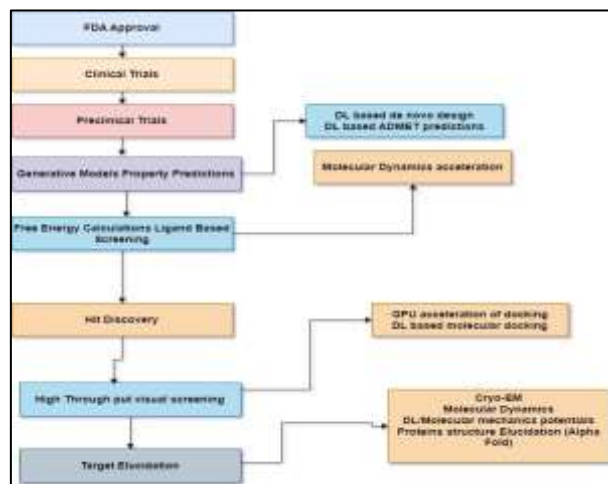 FDA Approval
Clinical Trials
Preclinical Trials
DL based de novo design
DL based ADMET predictions
Generative Models Property Predictions
Molecular Dynamics acceleration
Free Energy Calculations Ligand Based
Screening
Hit Discovery
GPU acceleration of docking
DL based molecular docking
High Through put visual screening
Cryo-EM
Molecular Dynamics
DL/Molecular mechanics potentials
Proteins structure Elucidation (Alpha
Fold)
Target Elucidation